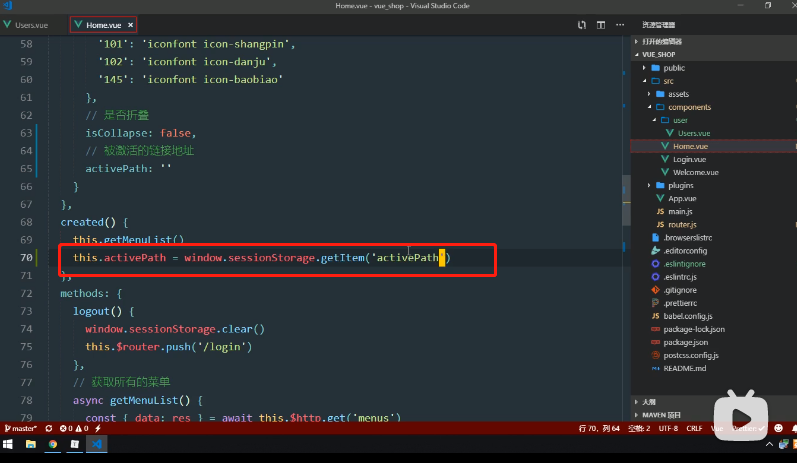 Home.vue - vue_shop - Visual Studio Code
Users.vue
Home.vue ×
资源管理器
58 '101': 'iconfont icon-shangpin',
59 '102': 'iconfont icon-danju',
60 '145': 'iconfont icon-baobiao'
61 },
62 // 是否折叠
63 isCollapse: false,
64 // 被激活的链接地址
65 activePath: ''
66 }
67 },
68 created() {
69 this.getMenuList()
70 this.activePath = window.sessionStorage.getItem('activePath')
71 },
72 methods: {
73 logout() {
74 window.sessionStorage.clear()
75 this.$router.push('/login')
76 },
77 // 获取所有的菜单
78 async getMenuList() {
79 const { data: res } = await this.$http.get('menus')
打开的编辑器
VUE_SHOP
public
src
assets
components
user
Users.vue
Home.vue
Login.vue
Welcome.vue
plugins
App.vue
JS main.js
JS router.js
.browserslistrc
.editorconfig
.eslintignore
.eslintrc.js
.gitignore
.prettierrc
JS babel.config.js
package-lock.json
package.json
postcss.config.js
README.md
大纲
MAVEN 项目
master*
0 0
行 70，列 64
空格: 2
UTF-8
CRLF
Vue